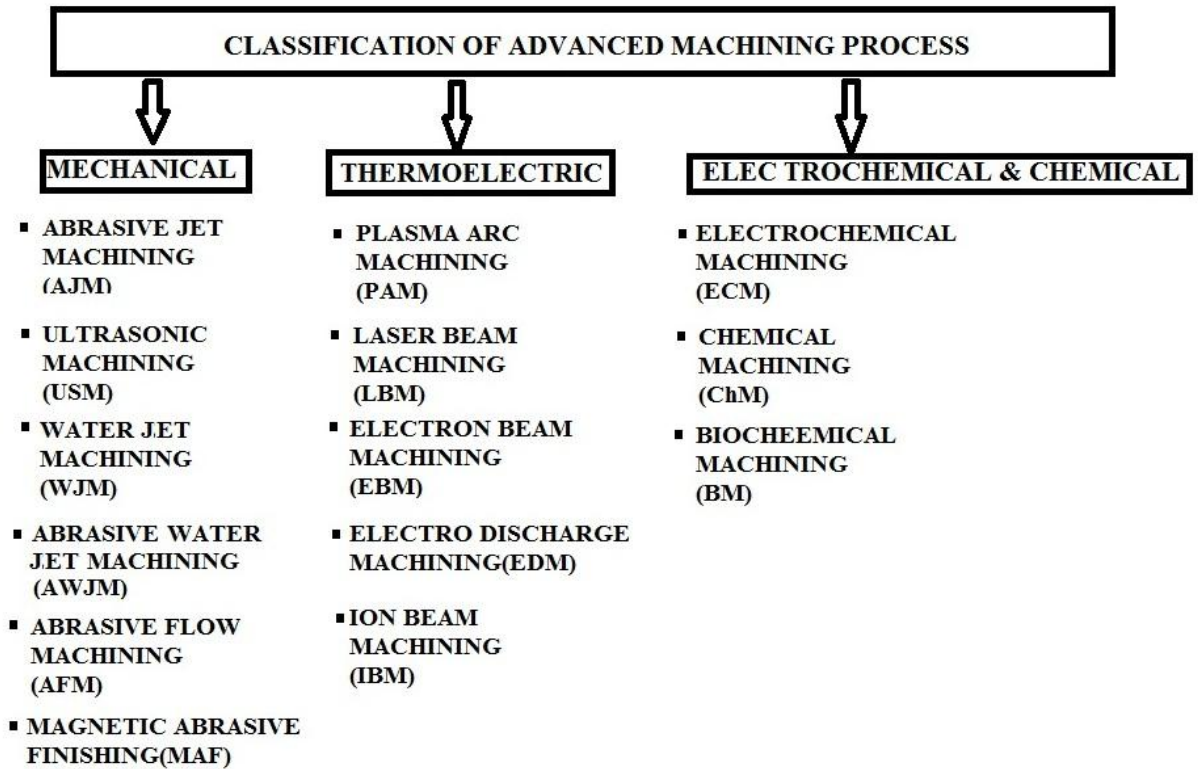 CLASSIFICATION OF ADVANCED MACHINING PROCESS
MECHANICAL
▪ ABRASIVE JET
MACHINING
(AJM)
▪ ULTRASONIC
MACHINING
(USM)
▪ WATER JET
MACHINING
(WJM)
▪ ABRASIVE WATER
JET MACHINING
(AWJM)
▪ ABRASIVE FLOW
MACHINING
(AFM)
▪ MAGNETIC ABRASIVE
FINISHING(MAF)
THERMOELECTRIC
▪ PLASMA ARC
MACHINING
(PAM)
▪ LASER BEAM
MACHINING
(LBM)
▪ ELECTRON BEAM
MACHINING
(EBM)
▪ ELECTRO DISCHARGE
MACHINING(EDM)
▪ ION BEAM
MACHINING
(IBM)
ELEC TROCHEMICAL & CHEMICAL
▪ ELECTROCHEMICAL
MACHINING
(ECM)
▪ CHEMICAL
MACHINING
(ChM)
▪ BIOCHEEMICAL
MACHINING
(BM)